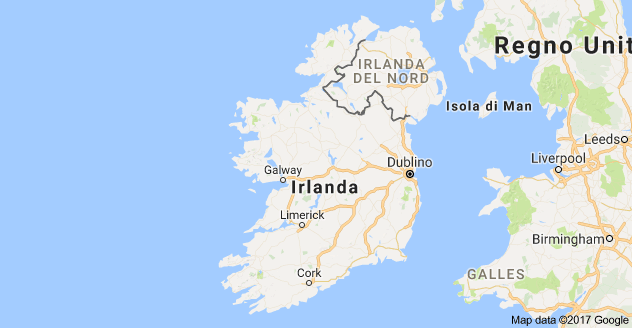 Regno Unit
IRLANDA
DEL NORD
Isola di Man
Leeds
Dublino
Liverpool
Galway
Irlanda
Limerick
Birmingham
Cork
GALLES
Map data ©2017 Google